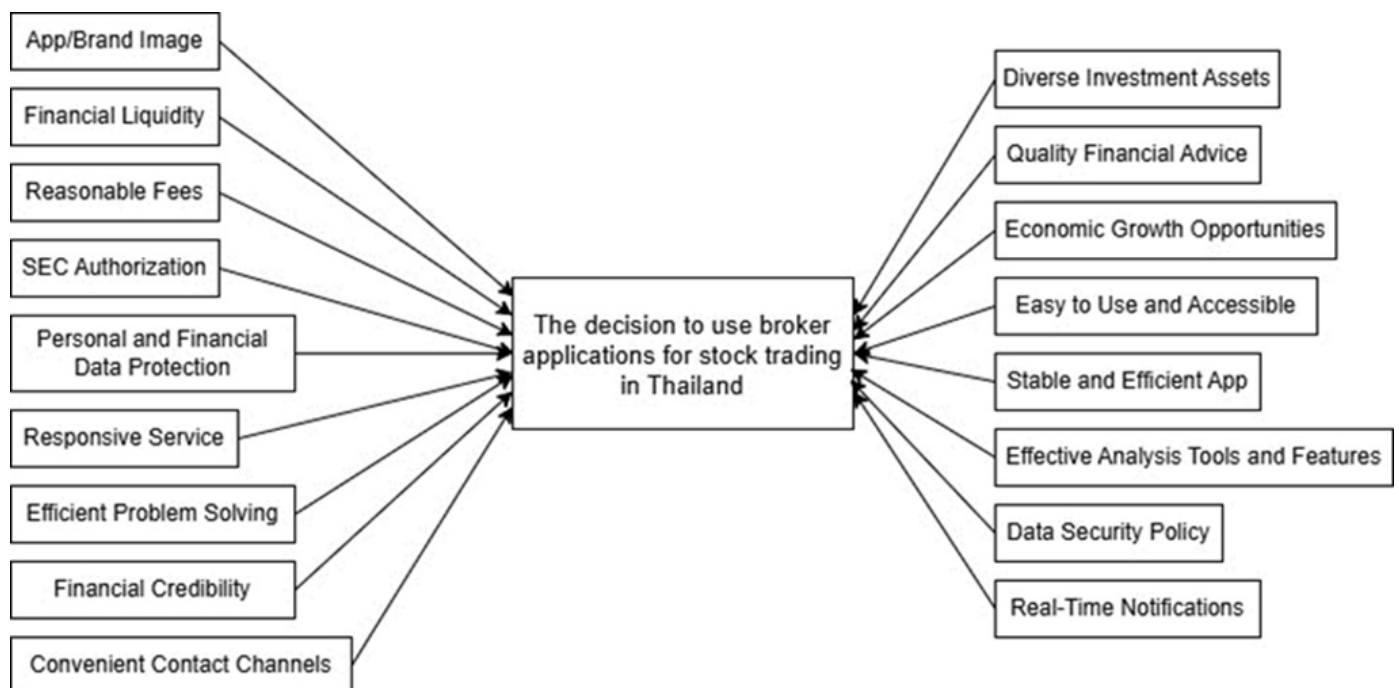 App/Brand Image
Financial Liquidity
Reasonable Fees
SEC Authorization
Personal and Financial
Data Protection
Responsive Service
Efficient Problem Solving
Financial Credibility
Convenient Contact Channels
The decision to use broker
applications for stock trading
in Thailand
Diverse Investment Assets
Quality Financial Advice
Economic Growth Opportunities
Easy to Use and Accessible
Stable and Efficient App
Effective Analysis Tools and Features
Data Security Policy
Real-Time Notifications